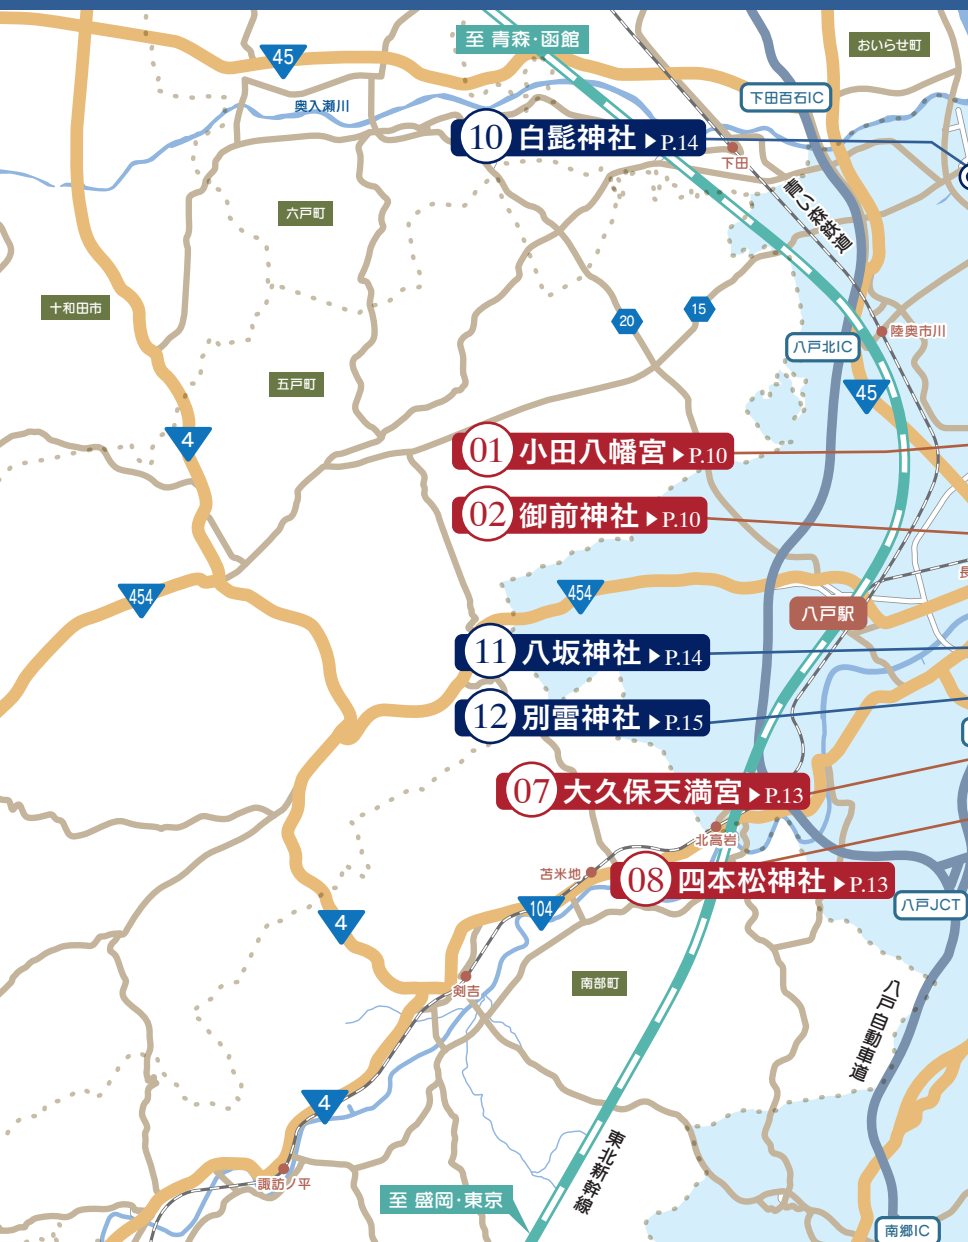 至 青森・函館
おいらせ町
45
下田百石IC
奥入瀬川
10 白髭神社 ▶P.14
下田
青い森鉄道
六戸町
十和田市
20
15
陸奥市川
八戸北IC
五戸町
45
4
01 小田八幡宮 ▶P.10
02 御前神社 ▶P.10
長
454
454
八戸駅
11 八坂神社 ▶P.14
12 別雷神社 ▶P.15
07 大久保天満宮 ▶P.13
北高岩
苫米地
08 四本松神社 ▶P.13
八戸JCT
104
4
剣吉
南部町
八戸自動車道
4
東北新幹線
諏訪ノ平
至 盛岡・東京
南郷IC